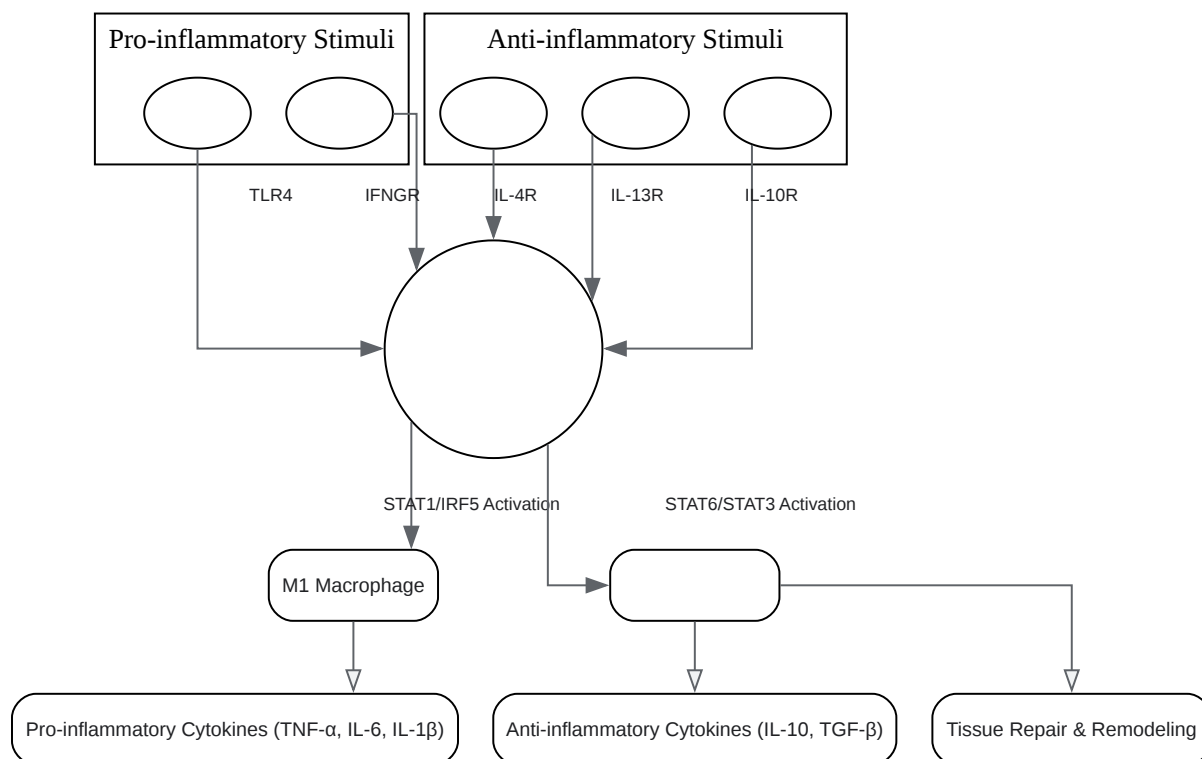 Pro-inflammatory Stimuli
Anti-inflammatory Stimuli
TLR4
IFNGR
IL-4R
IL-13R
IL-10R
STAT1/IRF5 Activation
STAT6/STAT3 Activation
M1 Macrophage
Pro-inflammatory Cytokines (TNF-α, IL-6, IL-1β)
Anti-inflammatory Cytokines (IL-10, TGF-β)
Tissue Repair & Remodeling